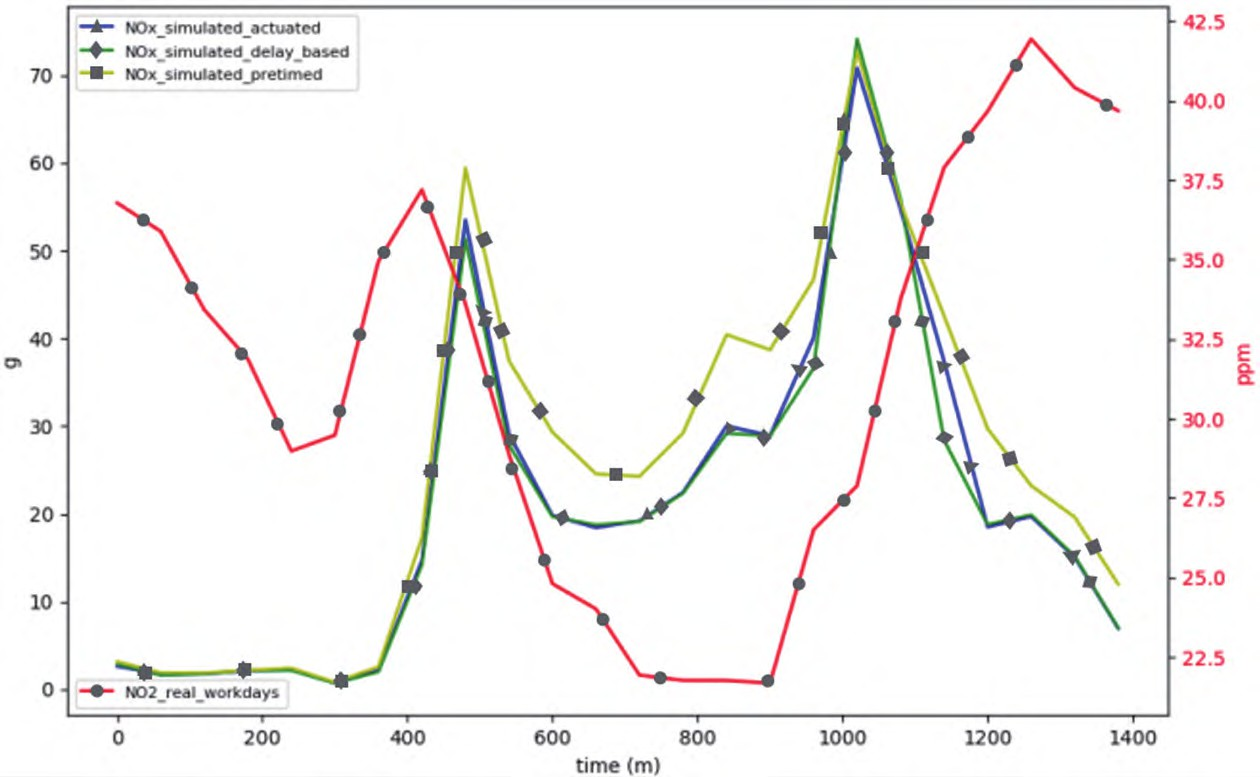 NOx_simulated_actuated
NOx_simulated_delay_based
NOx_simulated_pretimed
70
60
50
40
30
20
10
0
g
42.5
40.0
37.5
35.0
32.5
30.0
27.5
25.0
22.5
ppm
NO2_real_workdays
0 200 400 600 800 1000 1200 1400
time (m)